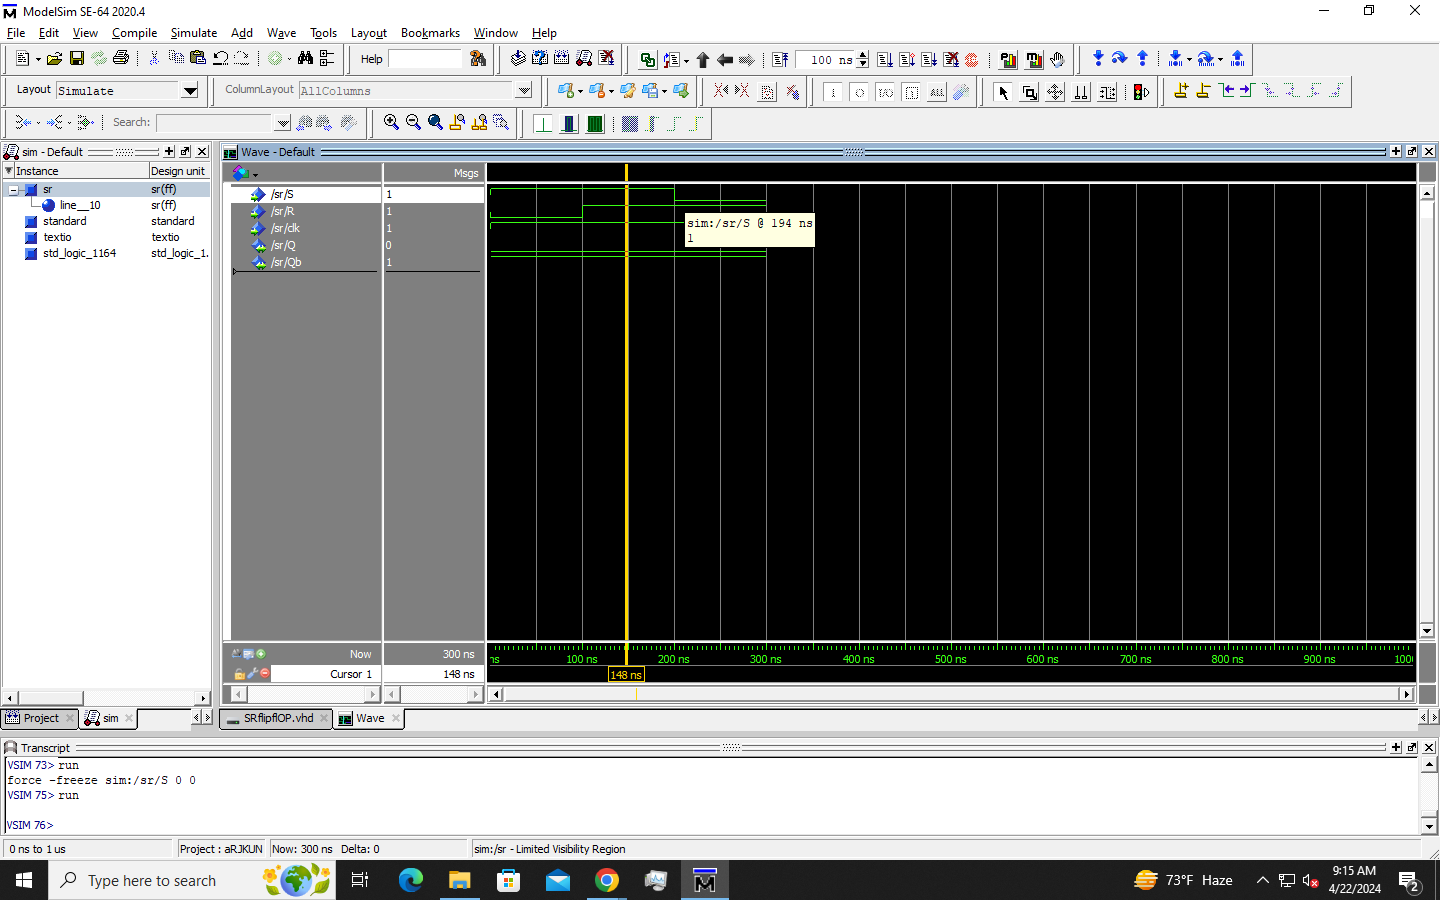 ModelSim SE-64 2020.4
File Edit View Compile Simulate Add Wave Tools Layout Bookmarks Window Help
Help 100 ns
Layout Simulate ColumnLayout AllColumns
Search:
sim - Default
Instance Design unit
sr sr(ff)
line__10 sr(ff)
standard standard
textio textio
std_logic_1164 std_logic_1.
Wave - Default
Msgs
/sr/S 1
/sr/R 1
/sr/clk 1
/sr/Q 0
/sr/Qb 1
sim:/sr/S @ 194 ns
1
Now 300 ns
ns 100 ns 200 ns 300 ns 400 ns 500 ns 600 ns 700 ns 800 ns 900 ns 100
Cursor 1 148 ns
148 ns
Project sim
SRflipflOP.vhd Wave
Transcript
VSIM 73> run
force -freeze sim:/sr/S 0 0
VSIM 75> run
VSIM 76>
0 ns to 1 us Project : aRJKUN Now: 300 ns Delta: 0 sim:/sr - Limited Visibility Region
Type here to search
73°F Haze
9:15 AM
4/22/2024
2